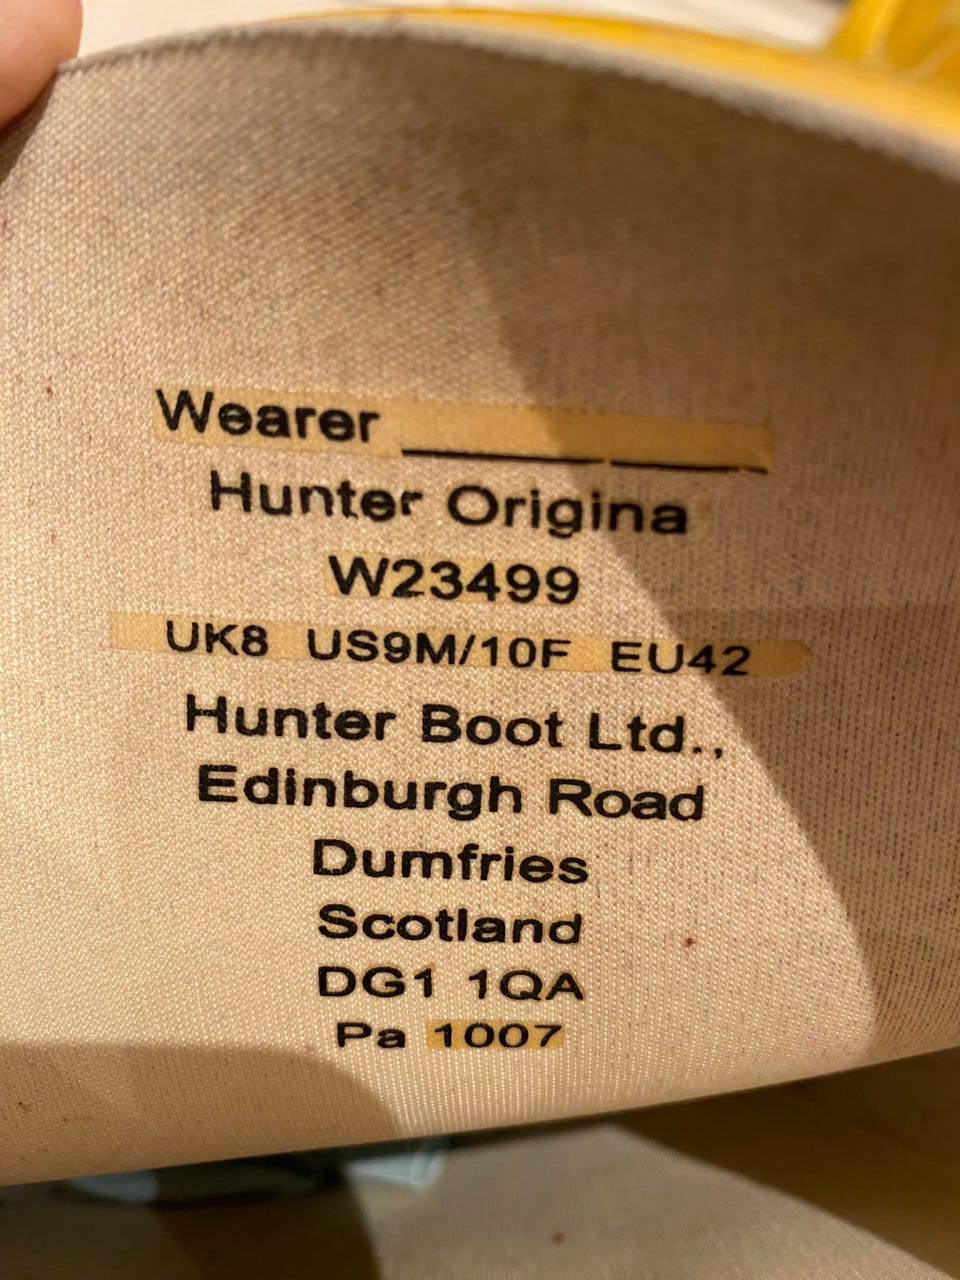 Wearer
Hunter Origina
W23499
UK8 US9M/10F EU42
Hunter Boot Ltd.,
Edinburgh Road
Dumfries
Scotland
DG1 1QA
Pa 1007